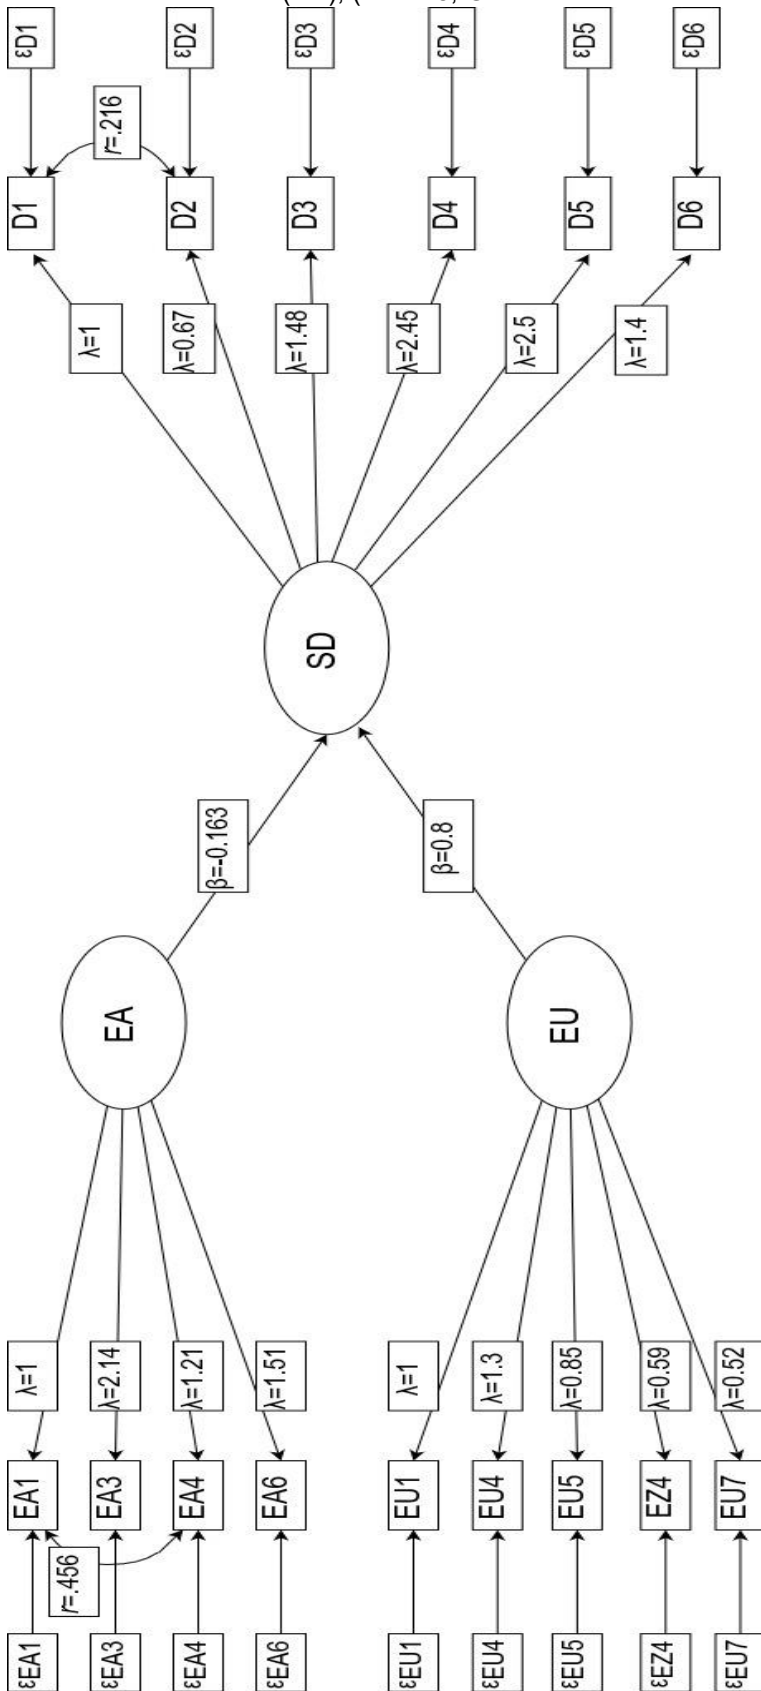 εEA1
r=.456
EA1
λ=1
εEA3
EA3
λ=2.14
εEA4
EA4
λ=1.21
εEA6
EA6
λ=1.51
EA
β=-0.163
εEU1
EU1
λ=1
εEU4
EU4
λ=1.3
εEU5
EU5
λ=0.85
εEZ4
EZ4
λ=0.59
εEU7
EU7
λ=0.52
EU
β=0.8
SD
λ=1
D1
εD1
r=.216
λ=0.67
D2
εD2
λ=1.48
D3
εD3
λ=2.45
D4
εD4
λ=2.5
D5
εD5
λ=1.4
D6
εD6